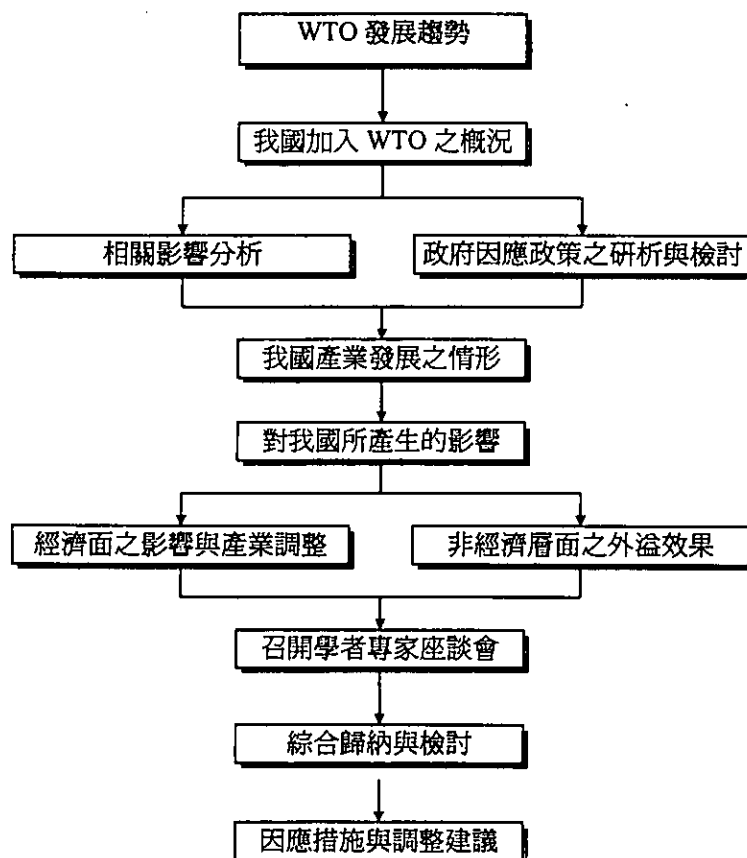 WTO 發展趨勢
我國加入 WTO 之概況
相關影響分析
政府因應政策之研析與檢討
我國產業發展之情形
對我國所產生的影響
經濟面之影響與產業調整
非經濟層面之外溢效果
召開學者專家座談會
綜合歸納與檢討
因應措施與調整建議